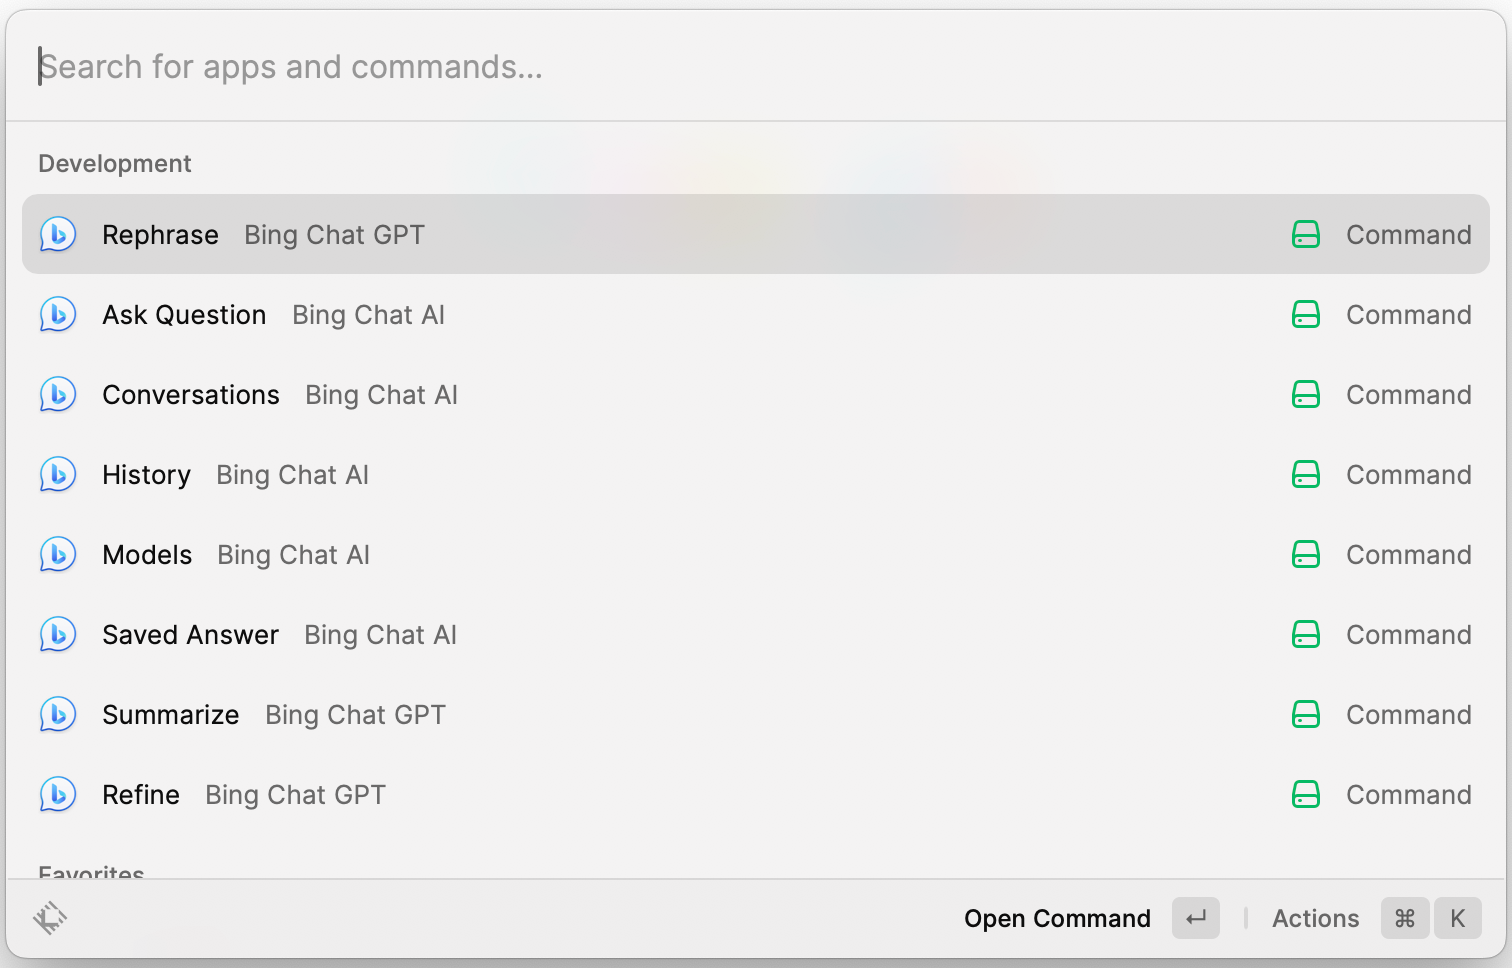 Search for apps and commands...
Development
Rephrase Bing Chat GPT Command
Ask Question Bing Chat AI Command
Conversations Bing Chat AI Command
History Bing Chat AI Command
Models Bing Chat AI Command
Saved Answer Bing Chat AI Command
Summarize Bing Chat GPT Command
Refine Bing Chat GPT Command
Favorites
Open Command ↵ | Actions ⌘ K